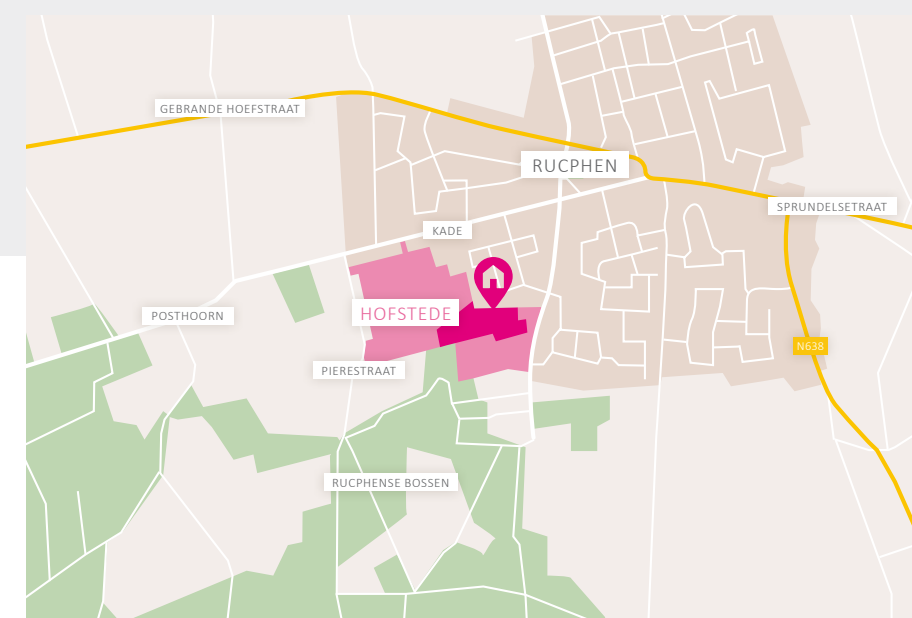 GEBRANDE HOEFSTRAAT
RUCPHEN
SPRUNDELSETRAAT
KADE
HOFSTEDE
POSTHOORN
N638
PIERESTRAAT
RUCPHENSE BOSSEN